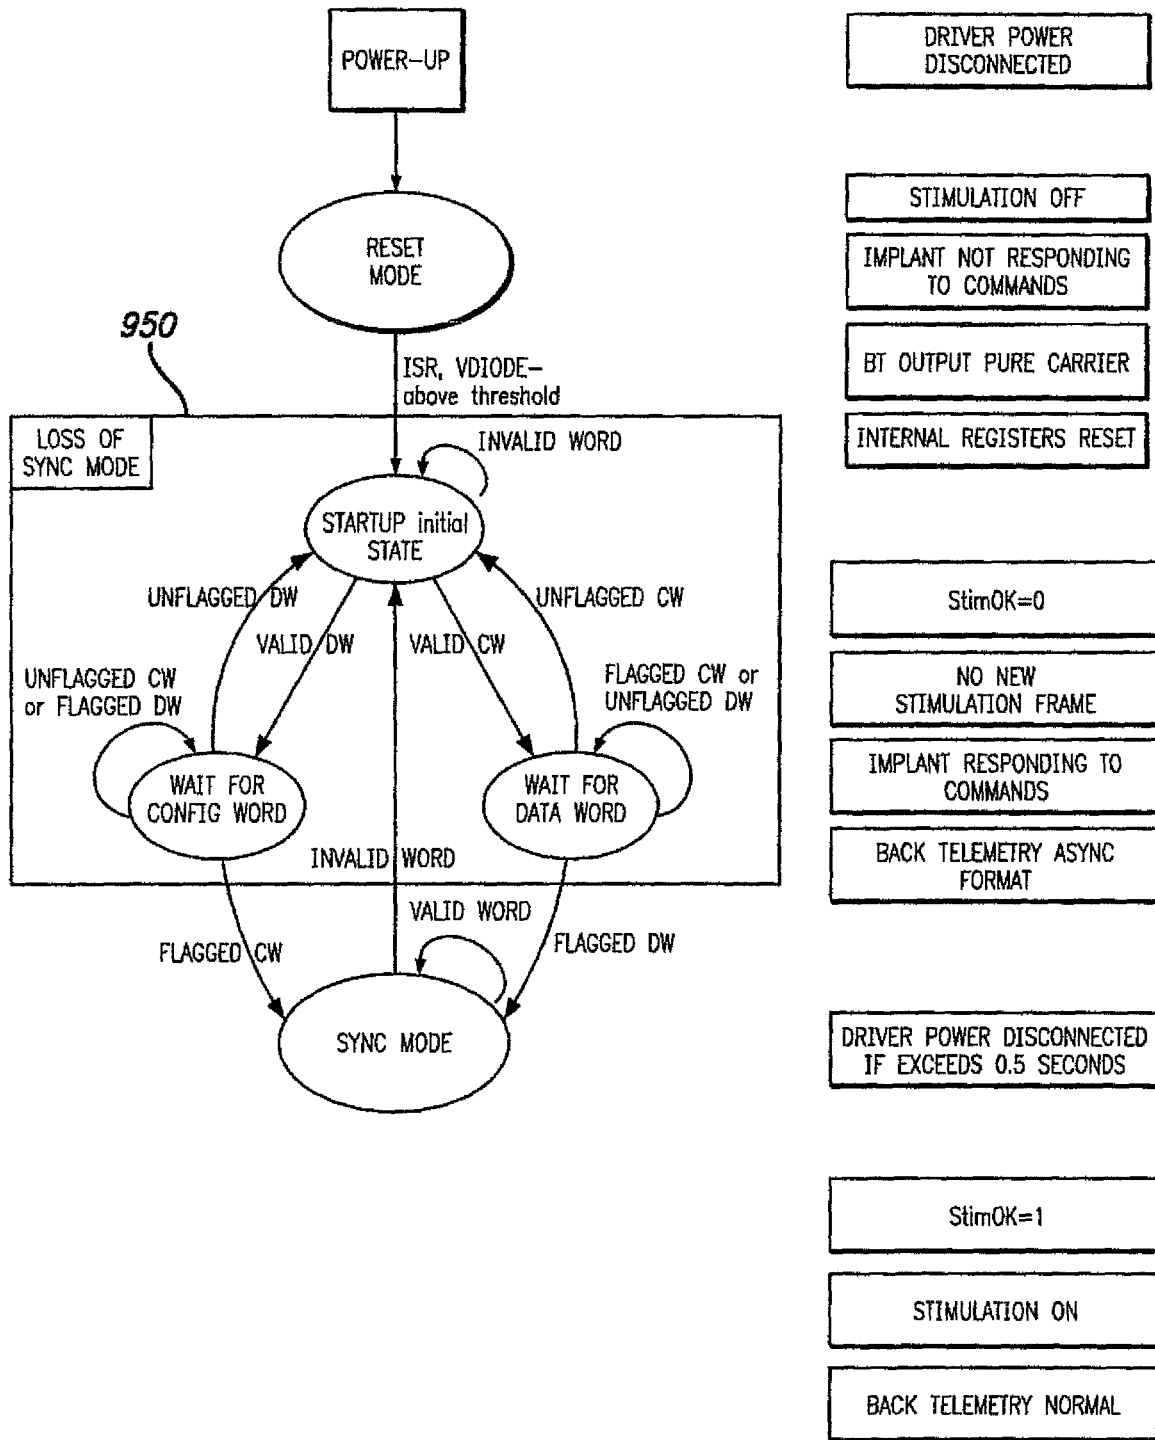 POWER-UP
DRIVER POWER
DISCONNECTED
RESET
MODE
STIMULATION OFF
IMPLANT NOT RESPONDING
TO COMMANDS
BT OUTPUT PURE CARRIER
INTERNAL REGISTERS RESET
950
ISR, VDIODE-
above threshold
LOSS OF
SYNC MODE
INVALID WORD
STARTUP initial
STATE
UNFLAGGED DW
UNFLAGGED CW
VALID DW
VALID CW
UNFLAGGED CW
or FLAGGED DW
FLAGGED CW or
UNFLAGGED DW
WAIT FOR
CONFIG WORD
WAIT FOR
DATA WORD
INVALID WORD
StimOK=0
NO NEW
STIMULATION FRAME
IMPLANT RESPONDING TO
COMMANDS
BACK TELEMETRY ASYNC
FORMAT
VALID WORD
FLAGGED CW
FLAGGED DW
SYNC MODE
DRIVER POWER DISCONNECTED
IF EXCEEDS 0.5 SECONDS
StimOK=1
STIMULATION ON
BACK TELEMETRY NORMAL